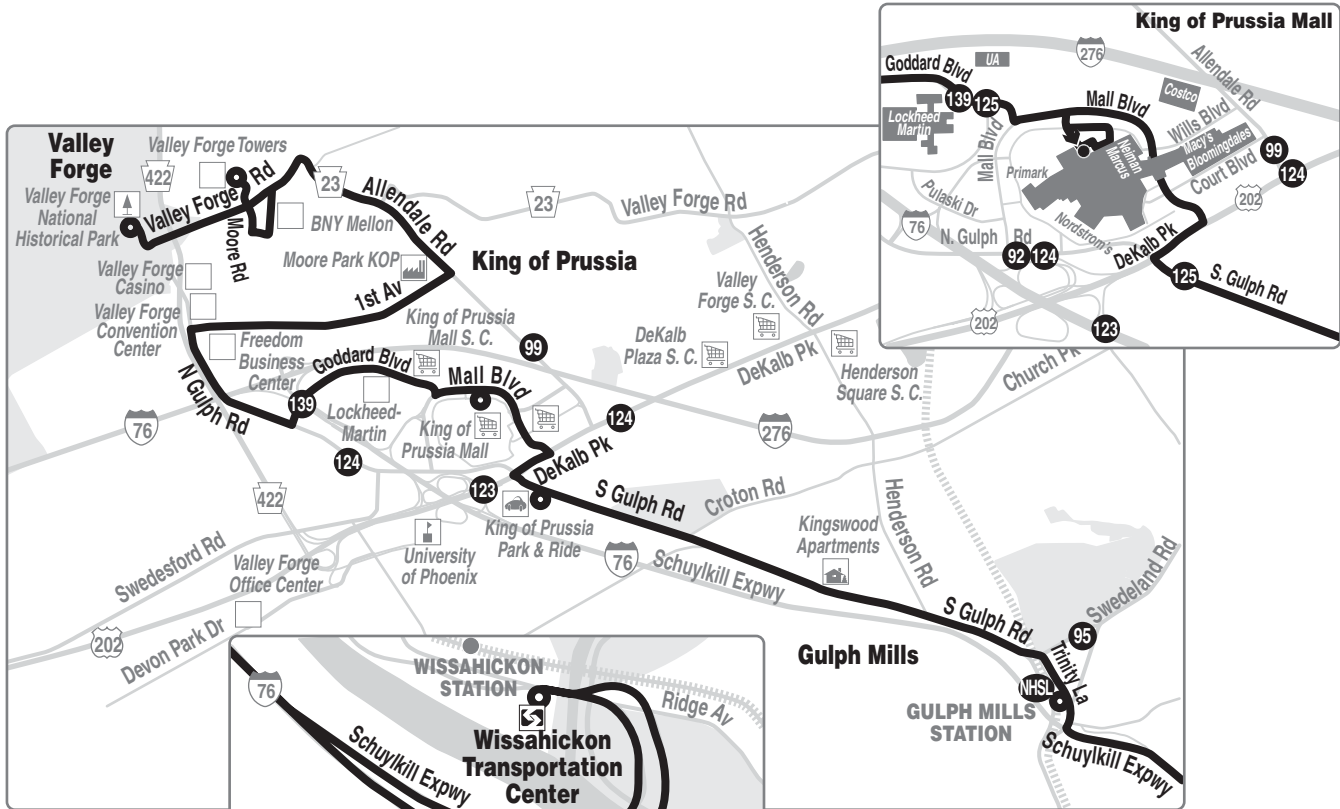 King of Prussia Mall
276
Allendale Rd
Goddard Blvd
UA
139
125
Mall Blvd
Costco
Wills Blvd
Lockheed
Martin
Mall Blvd
Neiman
Marcus
Macy's
Bloomingdales
Court Blvd
99
124
202
Primark
Pulaski Dr
Nordstrom's
76
N. Gulph Rd
92
124
DeKalb Pk
125
S. Gulph Rd
202
123
Valley
Forge
422
Valley Forge Towers
23
Valley Forge
National
Historical Park
Valley Forge Rd
Moore Rd
BNY Mellon
Allendale Rd
23
Valley Forge Rd
Henderson Rd
Moore Park KOP
King of Prussia
Valley Forge
Casino
1st Av
Valley
Forge S. C.
Valley Forge
Convention
Center
King of Prussia
Mall S. C.
DeKalb
Plaza S. C.
DeKalb Pk
Henderson
Square S. C.
Church Pk
Freedom
Business
Center
Goddard Blvd
Mall Blvd
99
N Gulph Rd
139
Lockheed-
Martin
King of
Prussia Mall
124
276
76
124
DeKalb Pk
123
422
King of Prussia
Park & Ride
S Gulph Rd
Croton Rd
Henderson Rd
Kingswood
Apartments
University
of Phoenix
76
Schuylkill Expwy
Swedesford Rd
Valley Forge
Office Center
202
Devon Park Dr
S Gulph Rd
Swedeland Rd
95
Trinity La
Gulph Mills
NHSL
GULPH MILLS
STATION
Schuylkill Expwy
76
WISSAHICKON
STATION
Ridge Av
Schuylkill Expwy
Wissahickon
Transportation
Center